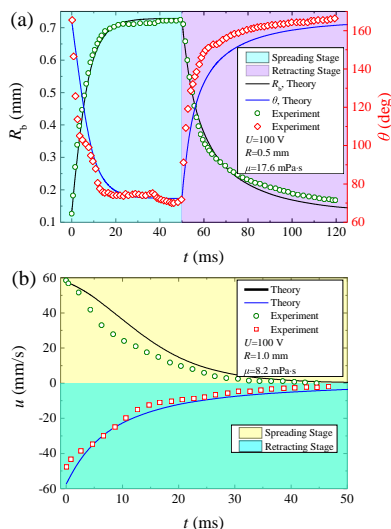 (a)
0.7
0.6
0.5
0.4
0.3
0.2
0.1
R_b (mm)
160
140
120
100
80
60
θ (deg)
Spreading Stage
Retracting Stage
R_b, Theory
θ, Theory
Experiment
Experiment
U=100 V
R=0.5 mm
μ=17.6 mPa·s
0 20 40 60 80 100 120
t (ms)
(b)
60
40
20
0
-20
-40
-60
u (mm/s)
Theory
Theory
Experiment
Experiment
U=100 V
R=1.0 mm
μ=8.2 mPa·s
Spreading Stage
Retracting Stage
0 10 20 30 40 50
t (ms)